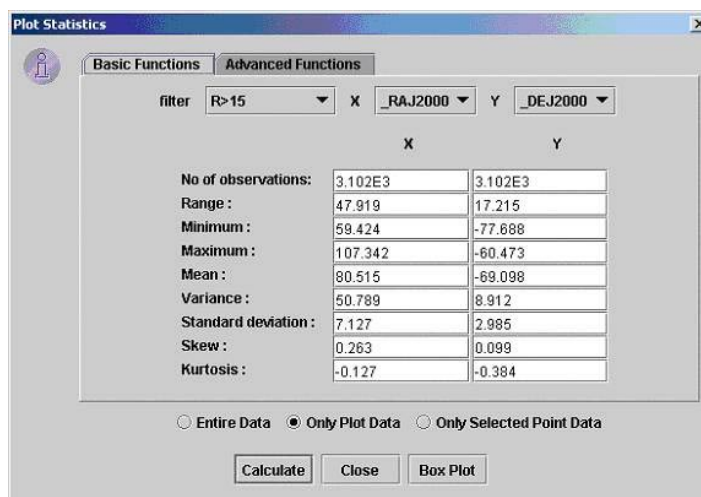 Plot Statistics
Basic Functions Advanced Functions
filter R>15 X _RAJ2000 Y _DEJ2000
X Y
No of observations: 3.102E3 3.102E3
Range : 47.919 17.215
Minimum : 59.424 -77.688
Maximum : 107.342 -60.473
Mean : 80.515 -69.098
Variance : 50.789 8.912
Standard deviation : 7.127 2.985
Skew : 0.263 0.099
Kurtosis : -0.127 -0.384
Entire Data Only Plot Data Only Selected Point Data
Calculate Close Box Plot